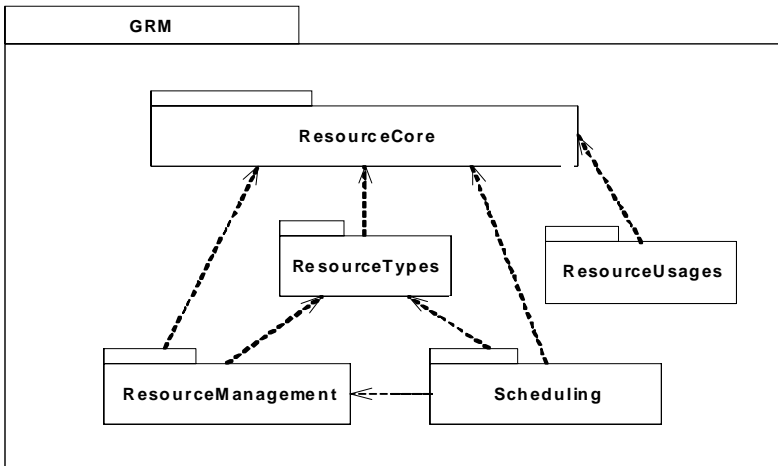 GRM
ResourceCore
ResourceTypes
ResourceUsages
ResourceManagement
Scheduling